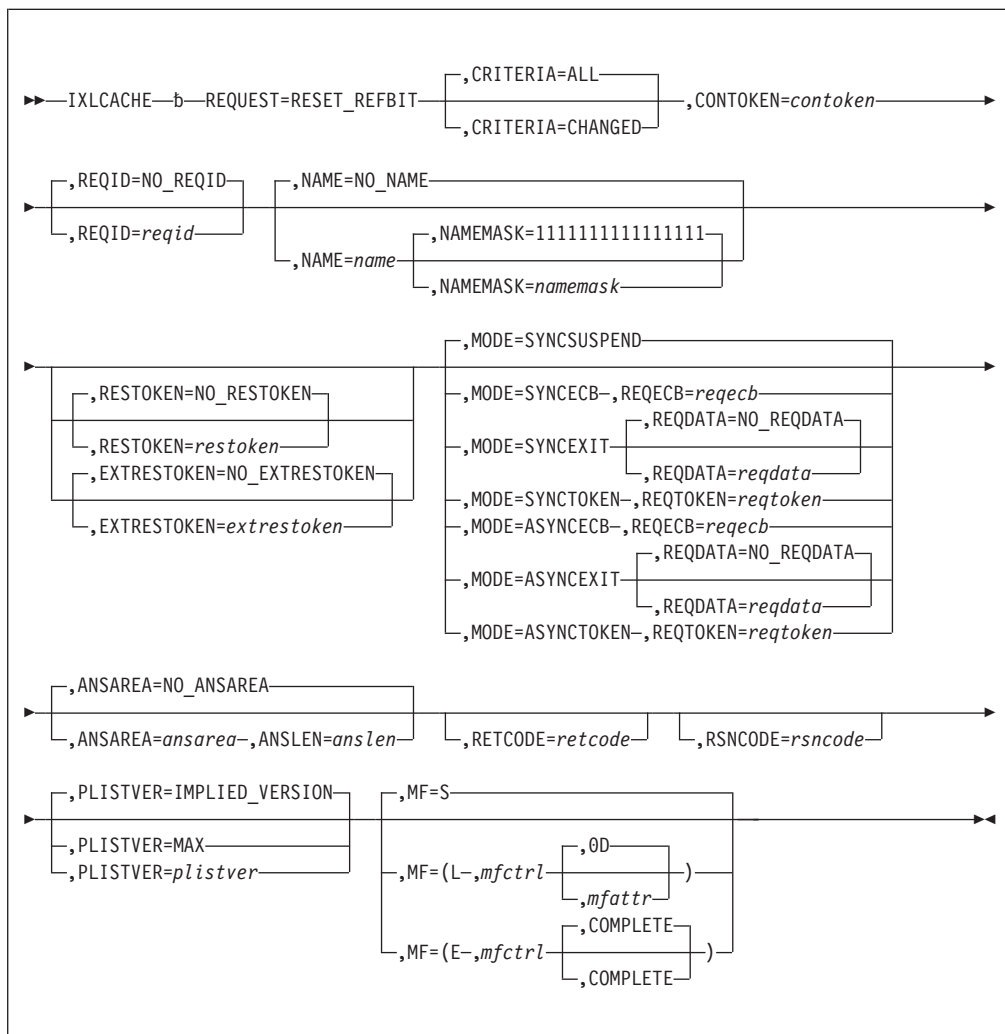 ,CRITERIA=ALL
IXLCACHE ƀ REQUEST=RESET_REFBIT ,CONTOKEN=contoken
,CRITERIA=CHANGED
,REQID=NO_REQID ,NAME=NO_NAME
,REQID=reqid ,NAMEMASK=1111111111111111
,NAME=name
,NAMEMASK=namemask
,MODE=SYNCSUSPEND
,RESTOKEN=NO_RESTOKEN ,MODE=SYNCECB ,REQECB=reqecb
,REQDATA=NO_REQDATA
,RESTOKEN=restoken ,MODE=SYNCEXIT
,EXTRESTOKEN=NO_EXTRESTOKEN ,REQDATA=reqdata
,MODE=SYNCTOKEN ,REQTOKEN=reqtoken
,EXTRESTOKEN=extrestoken ,MODE=ASYNCECB ,REQECB=reqecb
,REQDATA=NO_REQDATA
,MODE=ASYNCEXIT
,REQDATA=reqdata
,MODE=ASYNCTOKEN ,REQTOKEN=reqtoken
,ANSAREA=NO_ANSAREA
,ANSAREA=ansarea ,ANSLEN=anslen ,RETCODE=retcode ,RSNCODE=rsncode
,PLISTVER=IMPLIED_VERSION ,MF=S
,PLISTVER=MAX ,0D
,PLISTVER=plistver ,MF=(L ,mfctrl )
,mfattr
,COMPLETE
,MF=(E ,mfctrl )
,COMPLETE